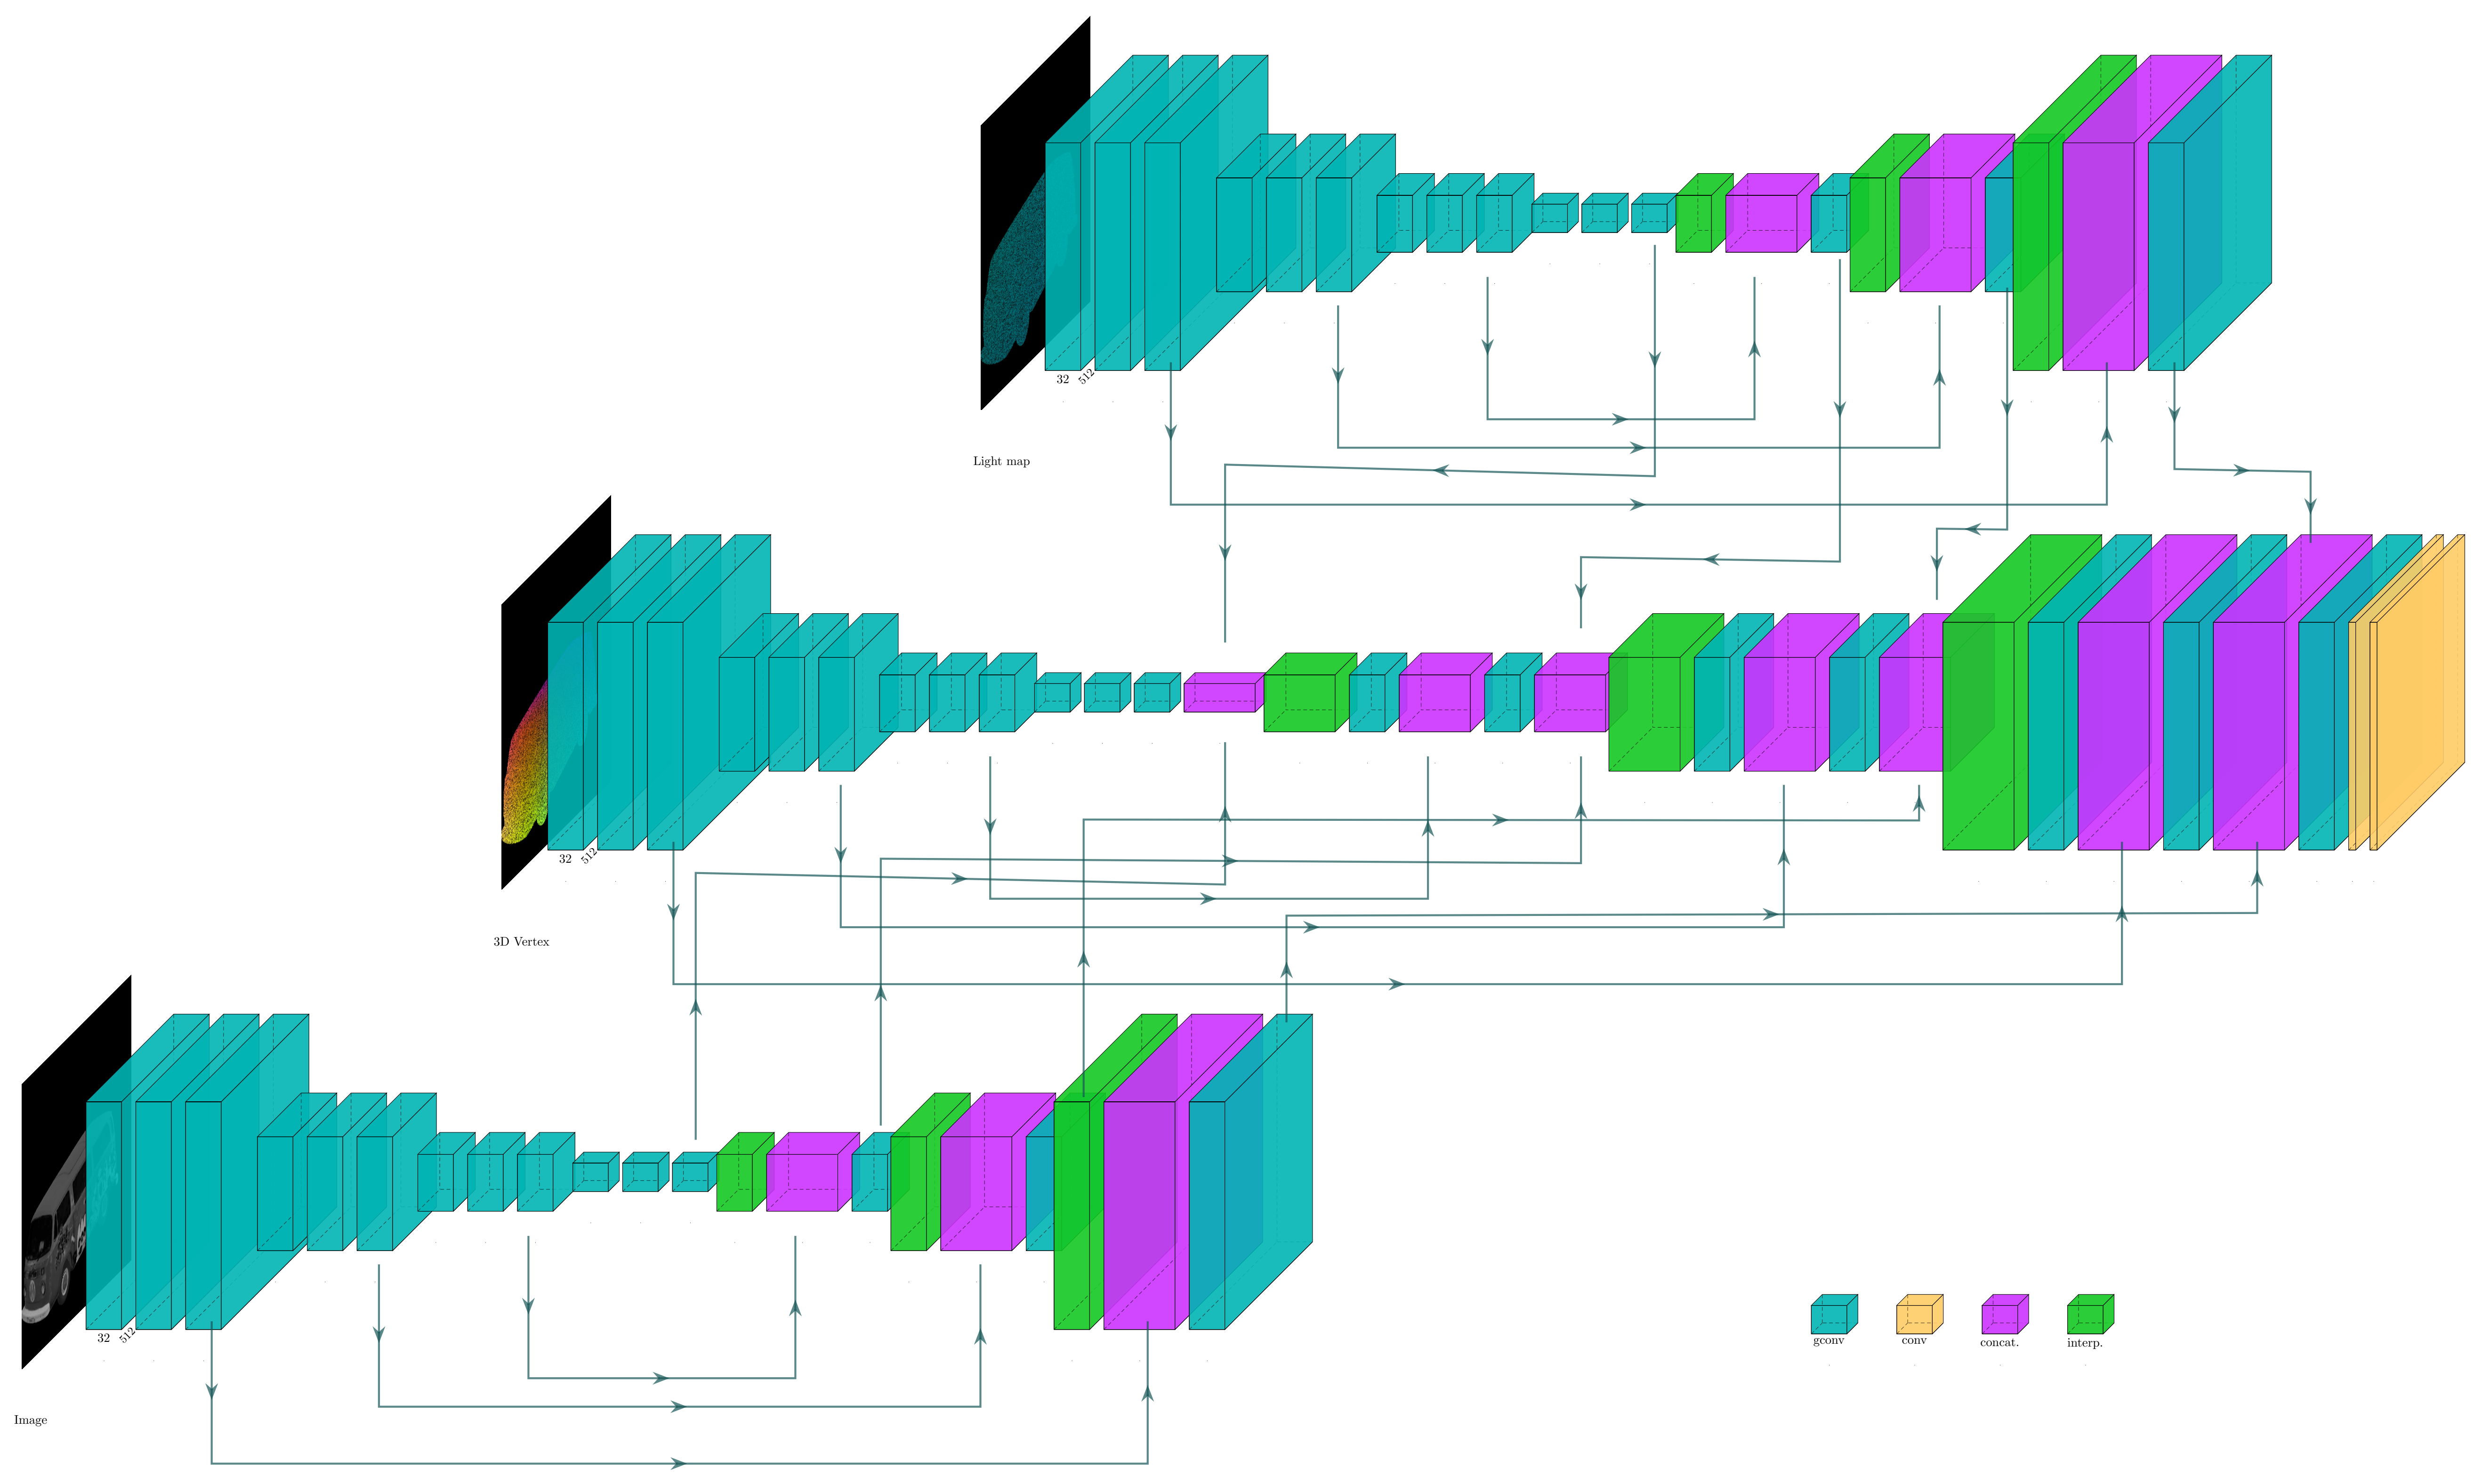 32 512
Light map
32 512
3D Vertex
32 512
Image
gconv conv concat. interp.